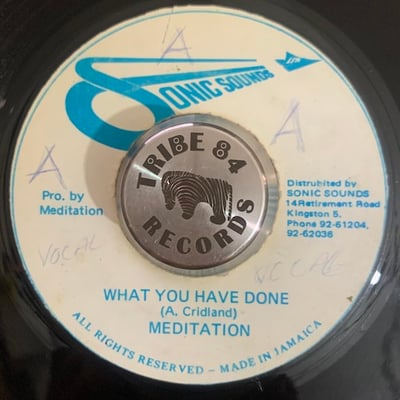 A
SONIC SOUNDS
A
A
TRIBE 84
RECORDS
Pro. by
Meditation
Distrubited by
SONIC SOUNDS
14 Retirement Road
Kingston 5,
Phone 92-61204,
92-62036
VOCAL
VOCAL
WHAT YOU HAVE DONE
(A. Cridland)
MEDITATION
ALL RIGHTS RESERVED - MADE IN JAMAICA